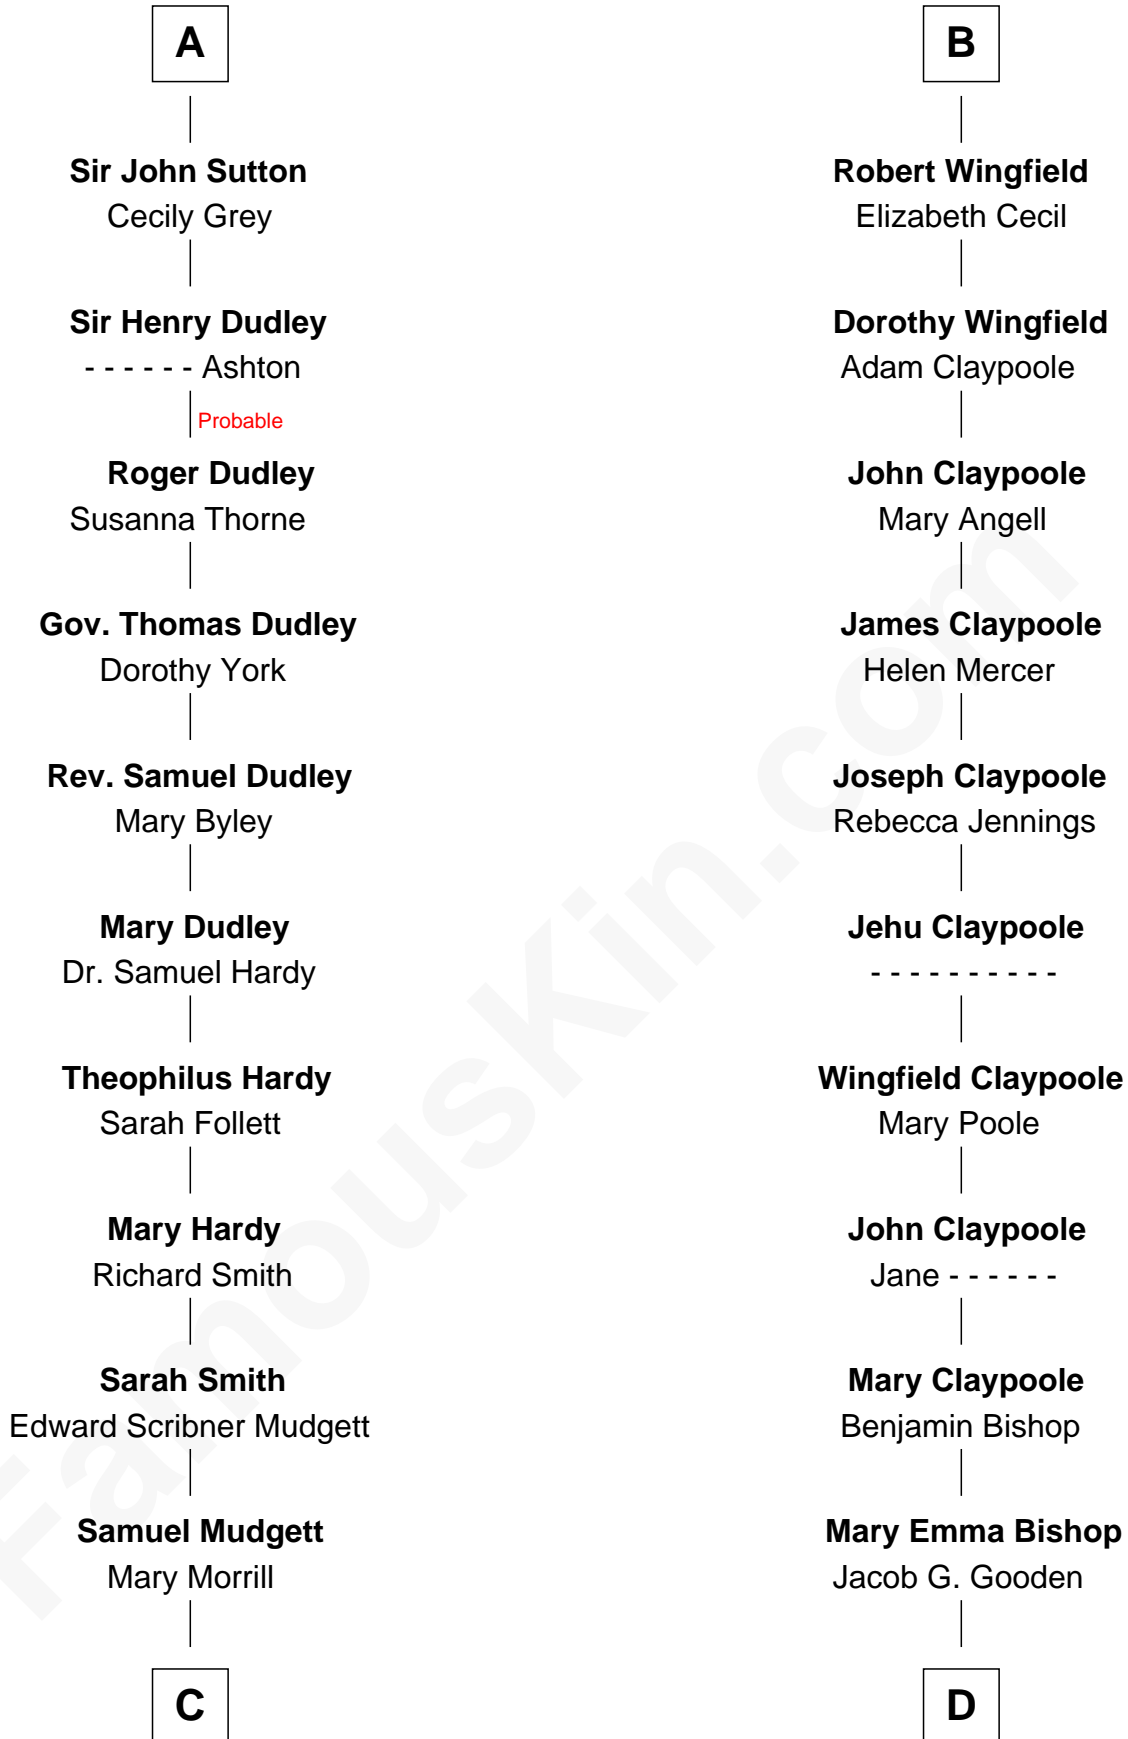 A
Sir John Sutton
Cecily Grey
Sir Henry Dudley
- - - - - - Ashton
Probable
Roger Dudley
Susanna Thorne
Gov. Thomas Dudley
Dorothy York
Rev. Samuel Dudley
Mary Byley
Mary Dudley
Dr. Samuel Hardy
Theophilus Hardy
Sarah Follett
Mary Hardy
Richard Smith
Sarah Smith
Edward Scribner Mudgett
Samuel Mudgett
Mary Morrill
C
B
Robert Wingfield
Elizabeth Cecil
Dorothy Wingfield
Adam Claypoole
John Claypoole
Mary Angell
James Claypoole
Helen Mercer
Joseph Claypoole
Rebecca Jennings
Jehu Claypoole
- - - - - - - - - -
Wingfield Claypoole
Mary Poole
John Claypoole
Jane - - - - - -
Mary Claypoole
Benjamin Bishop
Mary Emma Bishop
Jacob G. Gooden
D
FamousKin.com